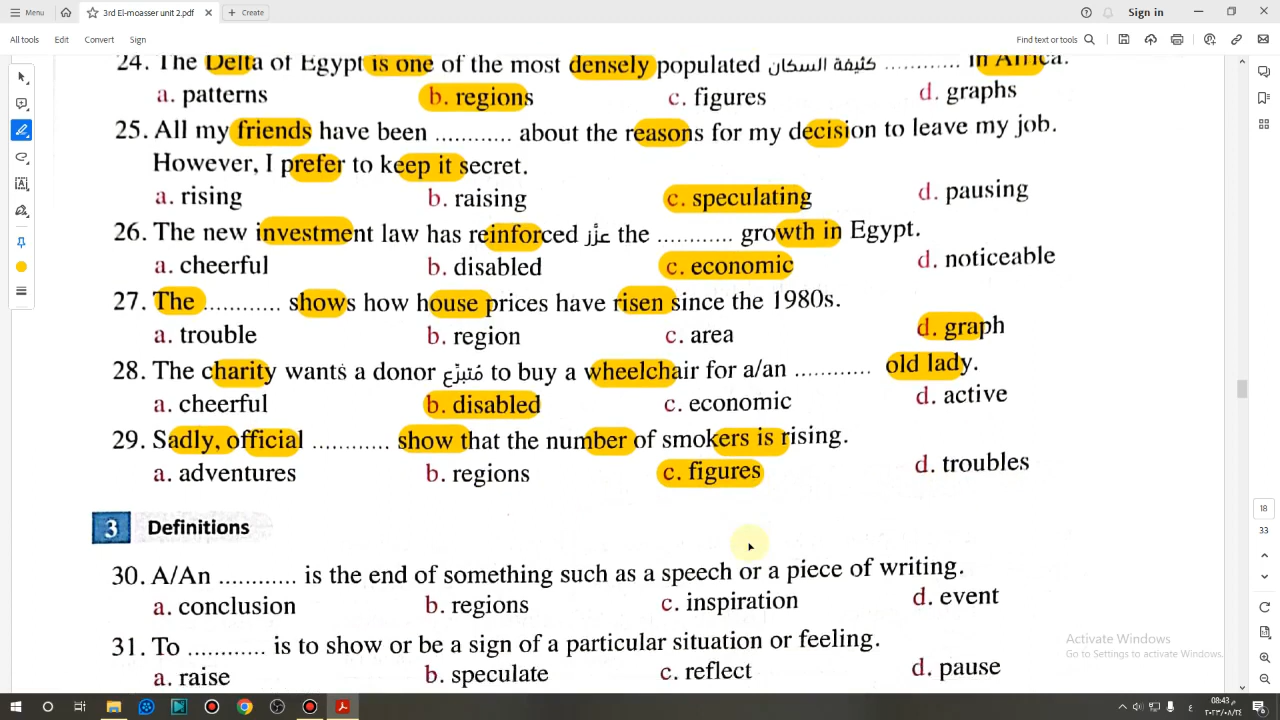 Menu
3rd El-moasser unit 2.pdf
Create
Sign in
All tools
Edit
Convert
Sign
Find text or tools
24. The Delta of Egypt is one of the most densely populated كثيفة السكان ............ in Africa.
a. patterns b. regions c. figures d. graphs
25. All my friends have been ............ about the reasons for my decision to leave my job.
However, I prefer to keep it secret.
a. rising b. raising c. speculating d. pausing
26. The new investment law has reinforced عزَّز the ............ growth in Egypt.
a. cheerful b. disabled c. economic d. noticeable
27. The ............ shows how house prices have risen since the 1980s.
a. trouble b. region c. area d. graph
28. The charity wants a donor مُتبرِّع to buy a wheelchair for a/an ............ old lady.
a. cheerful b. disabled c. economic d. active
29. Sadly, official ............ show that the number of smokers is rising.
a. adventures b. regions c. figures d. troubles
3 Definitions
30. A/An ............ is the end of something such as a speech or a piece of writing.
a. conclusion b. regions c. inspiration d. event
31. To ............ is to show or be a sign of a particular situation or feeling.
a. raise b. speculate c. reflect d. pause
18
33
Activate Windows
Go to Settings to activate Windows.
08:43 م
٢٠٢٣/٠٨/٢٤